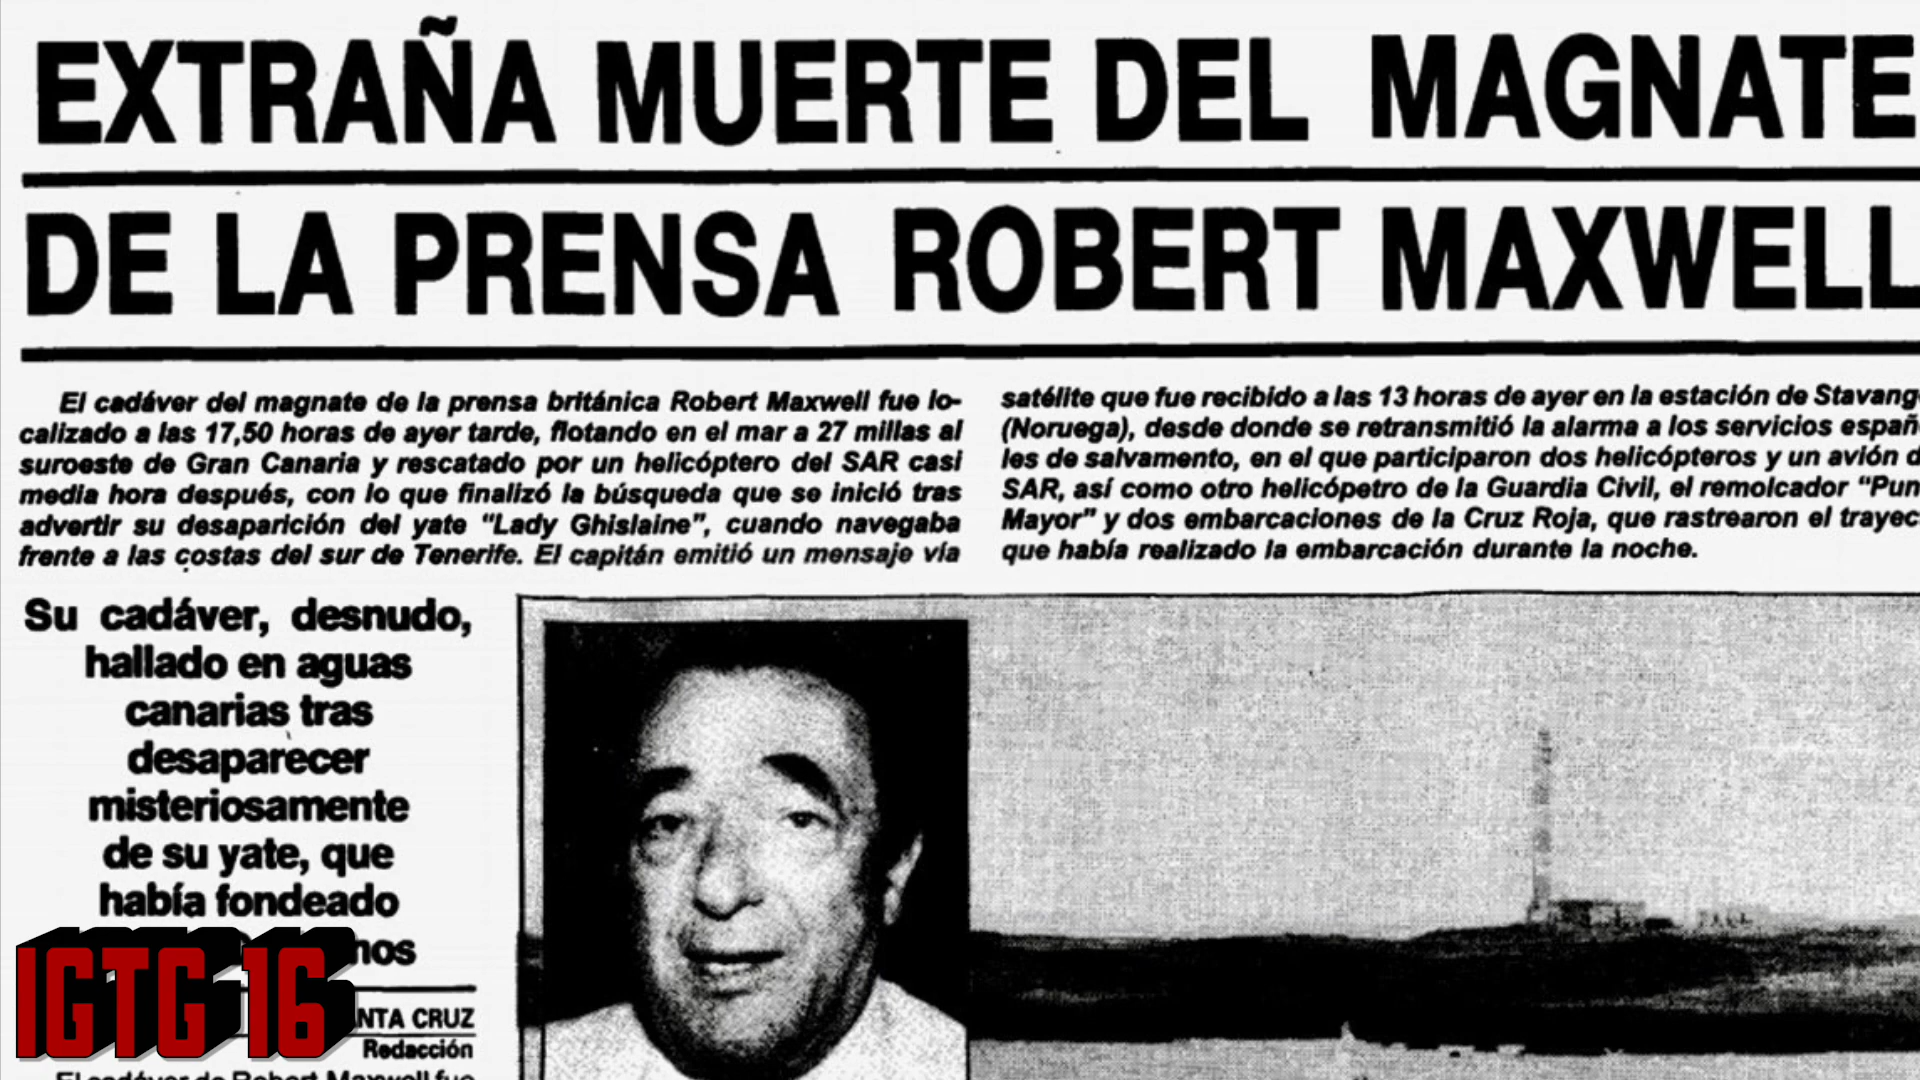 EXTRAÑA MUERTE DEL MAGNATE
DE LA PRENSA ROBERT MAXWELL
El cadáver del magnate de la prensa británica Robert Maxwell fue lo-
calizado a las 17,50 horas de ayer tarde, flotando en el mar a 27 millas al
suroeste de Gran Canaria y rescatado por un helicóptero del SAR casi
media hora después, con lo que finalizó la búsqueda que se inició tras
advertir su desaparición del yate "Lady Ghislaine", cuando navegaba
frente a las costas del sur de Tenerife. El capitán emitió un mensaje vía
satélite que fue recibido a las 13 horas de ayer en la estación de Stavang
(Noruega), desde donde se retransmitió la alarma a los servicios españ
les de salvamento, en el que participaron dos helicópteros y un avión d
SAR, así como otro helicópetro de la Guardia Civil, el remolcador "Pun
Mayor" y dos embarcaciones de la Cruz Roja, que rastrearon el trayec
que había realizado la embarcación durante la noche.
Su cadáver, desnudo,
hallado en aguas
canarias tras
desaparecer
misteriosamente
de su yate, que
había fondeado
nos
NTA CRUZ
Redacción
El cadáver de Robert Maxwell fue
IGTG 16